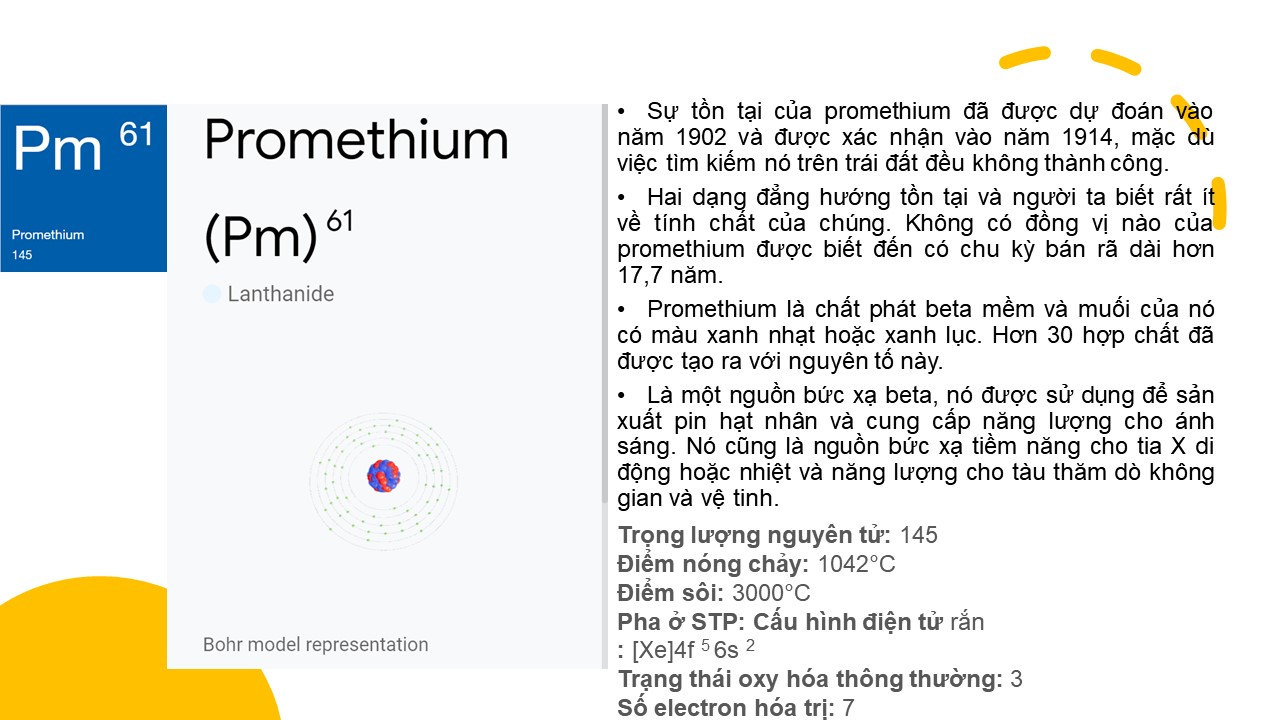 Pm 61
Promethium
145
Promethium
(Pm) 61
Lanthanide
Bohr model representation
• Sự tồn tại của promethium đã được dự đoán vào
năm 1902 và được xác nhận vào năm 1914, mặc dù
việc tìm kiếm nó trên trái đất đều không thành công.
• Hai dạng đẳng hướng tồn tại và người ta biết rất ít
về tính chất của chúng. Không có đồng vị nào của
promethium được biết đến có chu kỳ bán rã dài hơn
17,7 năm.
• Promethium là chất phát beta mềm và muối của nó
có màu xanh nhạt hoặc xanh lục. Hơn 30 hợp chất đã
được tạo ra với nguyên tố này.
• Là một nguồn bức xạ beta, nó được sử dụng để sản
xuất pin hạt nhân và cung cấp năng lượng cho ánh
sáng. Nó cũng là nguồn bức xạ tiềm năng cho tia X di
động hoặc nhiệt và năng lượng cho tàu thăm dò không
gian và vệ tinh.
Trọng lượng nguyên tử: 145
Điểm nóng chảy: 1042°C
Điểm sôi: 3000°C
Pha ở STP: Cấu hình điện tử rắn
: [Xe]4f 5 6s 2
Trạng thái oxy hóa thông thường: 3
Số electron hóa trị: 7